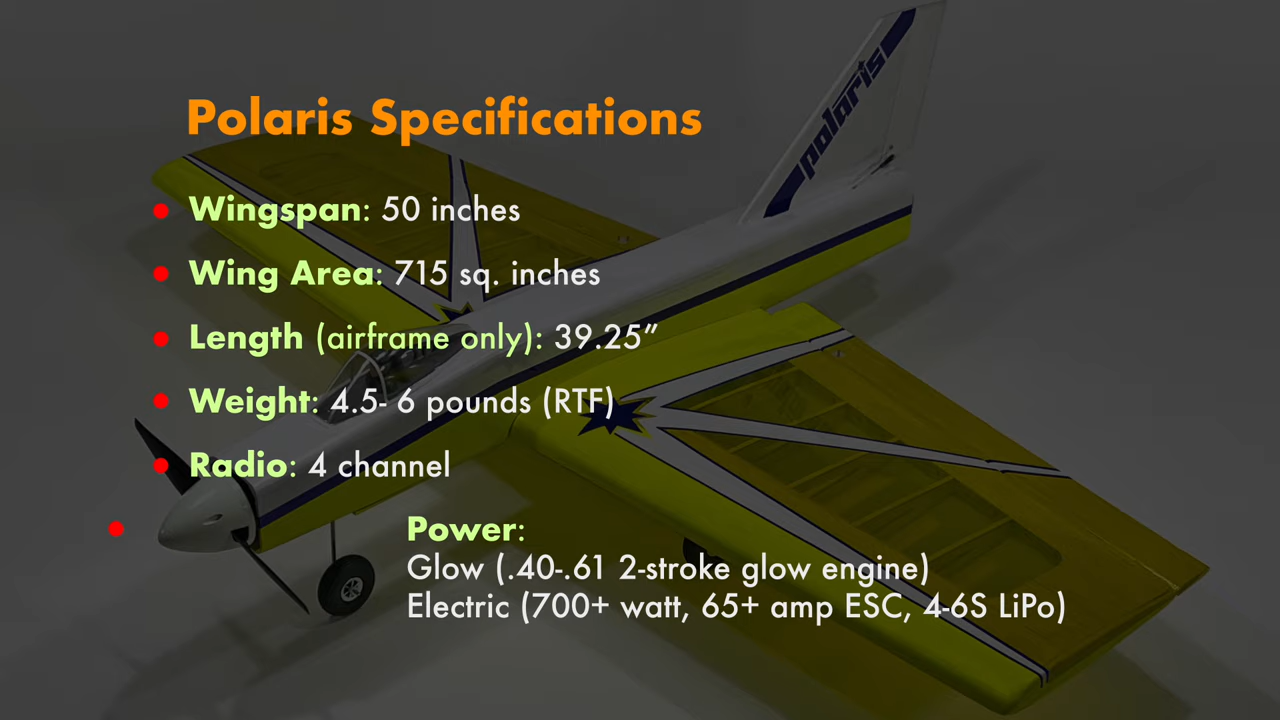 polaris
Polaris Specifications
Wingspan: 50 inches
Wing Area: 715 sq. inches
Length (airframe only): 39.25”
Weight: 4.5- 6 pounds (RTF)
Radio: 4 channel
Power:
Glow (.40-.61 2-stroke glow engine)
Electric (700+ watt, 65+ amp ESC, 4-6S LiPo)